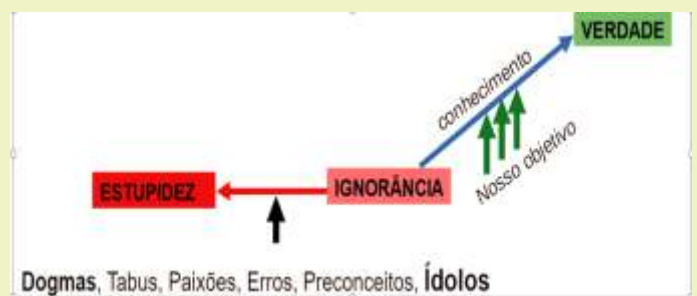 VERDADE
conhecimento
Nosso objetivo
ESTUPIDEZ
IGNORÂNCIA
Dogmas, Tabus, Paixões, Erros, Preconceitos, Ídolos